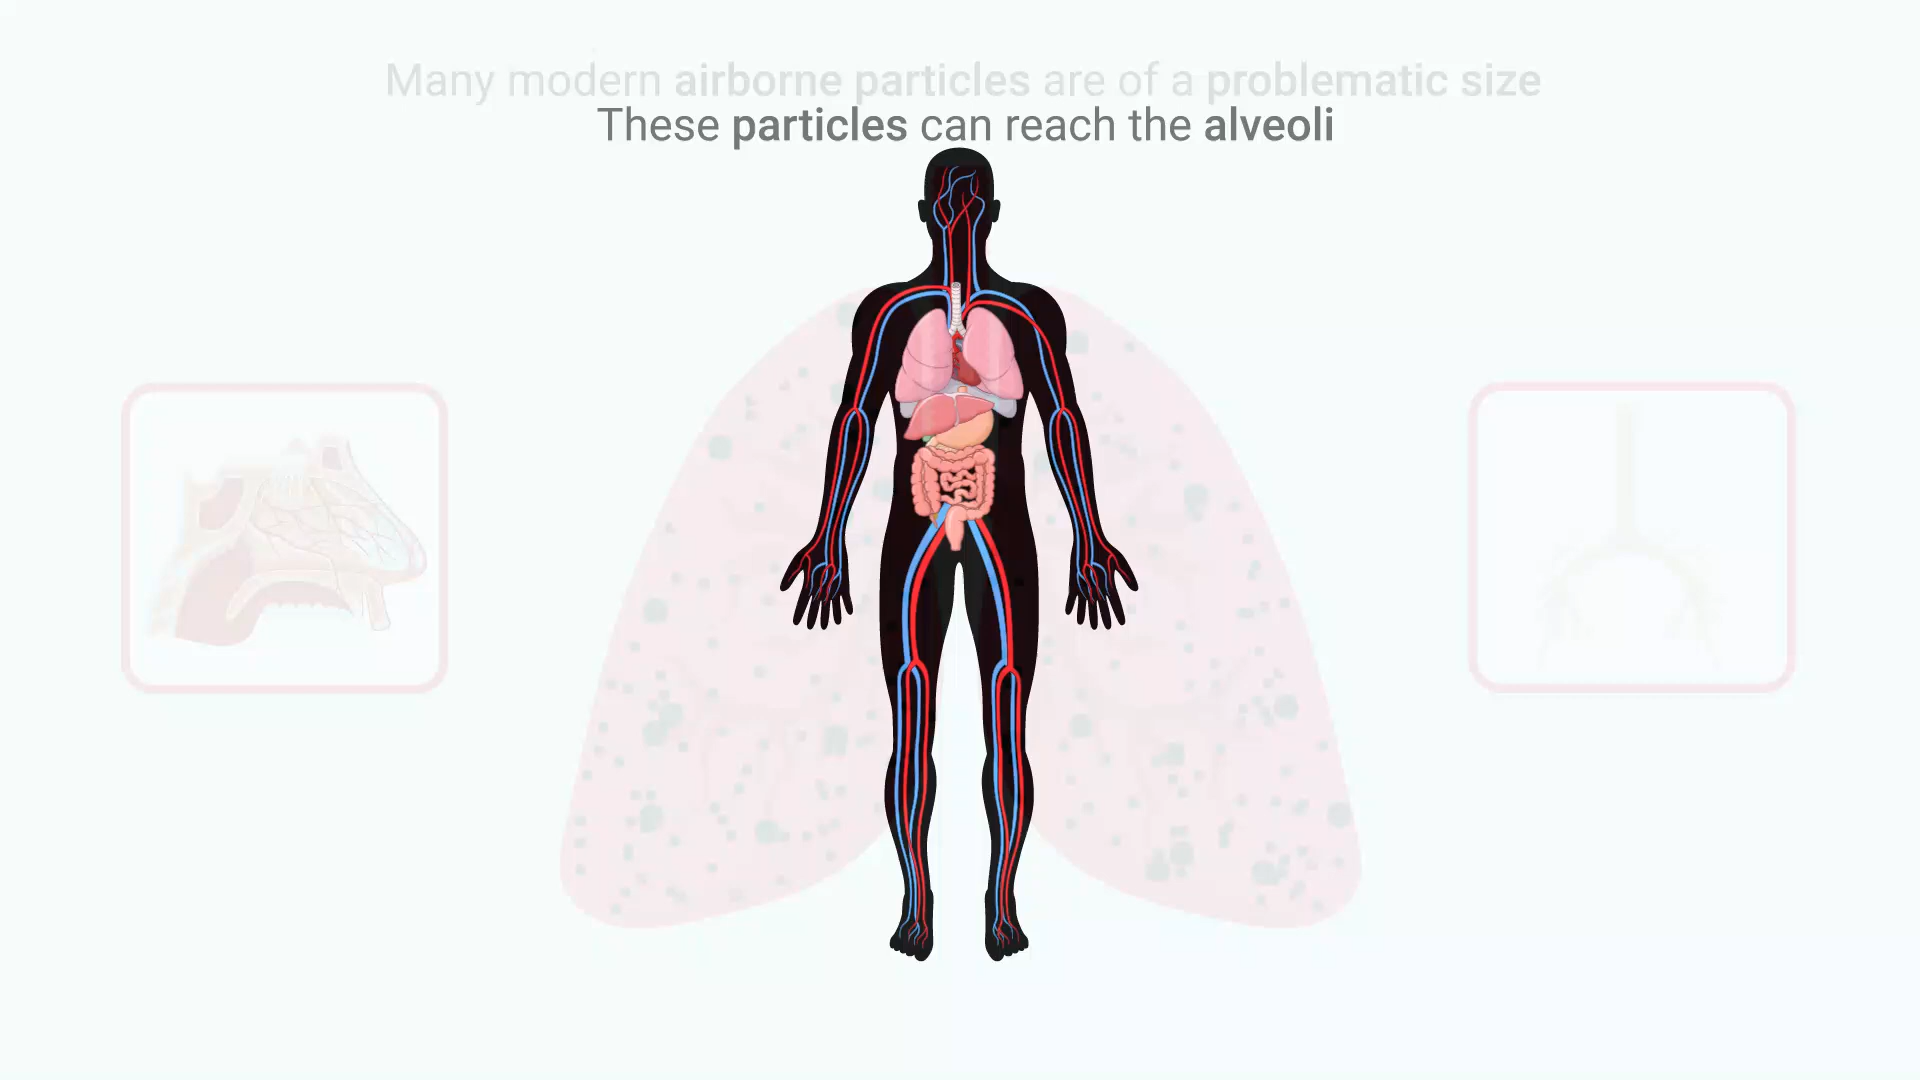 Many modern airborne particles are of a problematic size
These particles can reach the alveoli